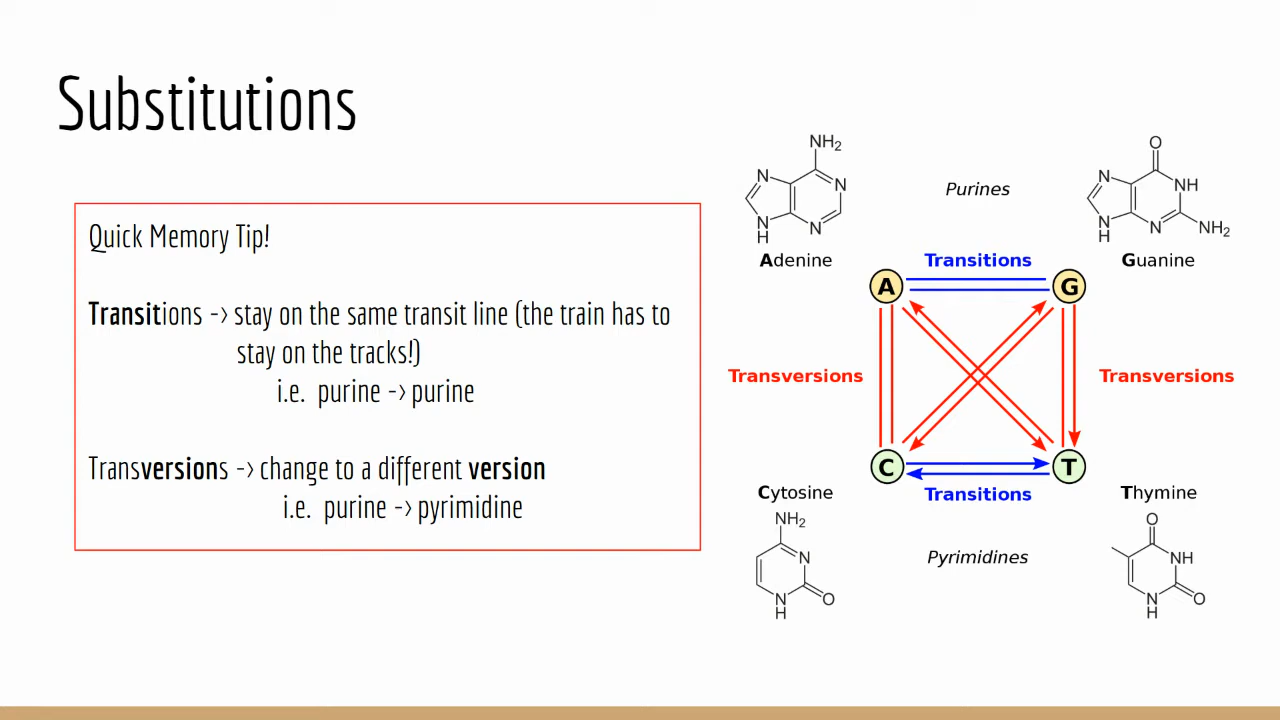 Substitutions
Quick Memory Tip!
Transitions -> stay on the same transit line (the train has to
stay on the tracks!)
i.e. purine -> purine
Transversions -> change to a different version
i.e. purine -> pyrimidine
NH₂
N
N
N
H
N
Adenine
Purines
O
N
NH
N
H
N
NH₂
Guanine
Transitions
A
G
Transversions
Transversions
C
T
Transitions
Cytosine
Thymine
Pyrimidines
NH₂
N
N
H
O
O
NH
N
H
O